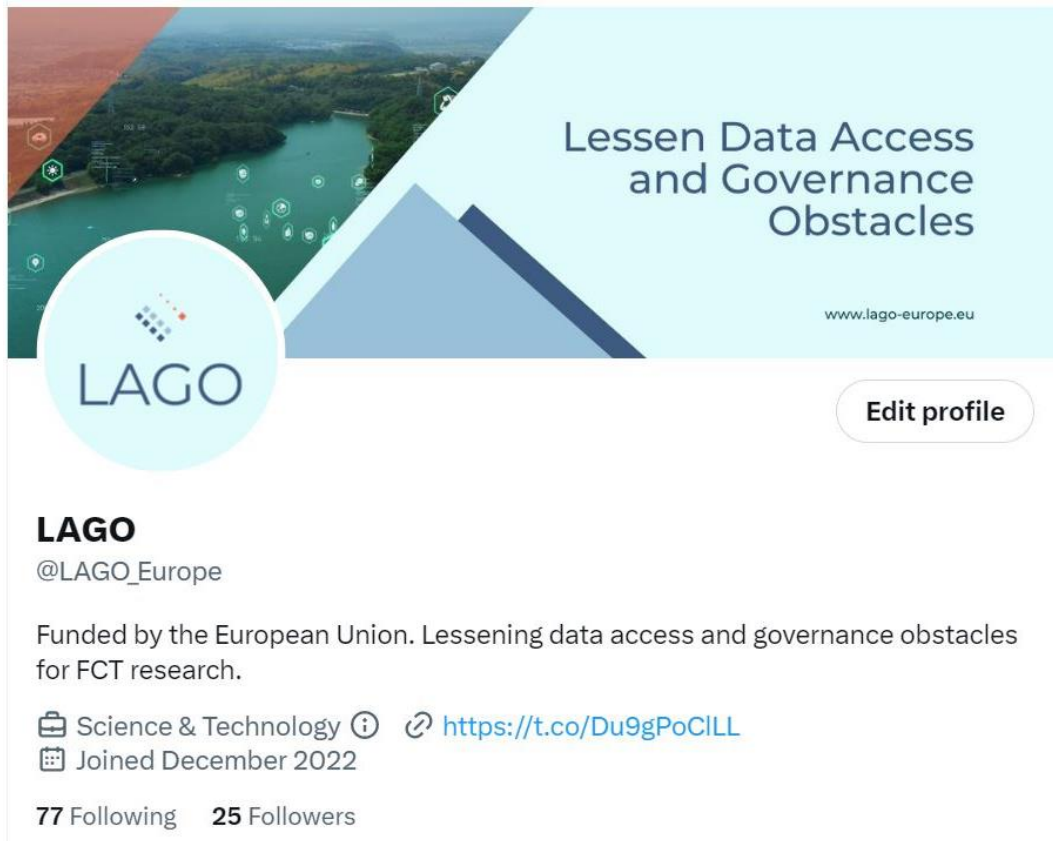 Lessen Data Access
and Governance
Obstacles
www.lago-europe.eu
LAGO
Edit profile
LAGO
@LAGO_Europe
Funded by the European Union. Lessening data access and governance obstacles
for FCT research.
Science & Technology https://t.co/Du9gPoClLL
Joined December 2022
77 Following 25 Followers